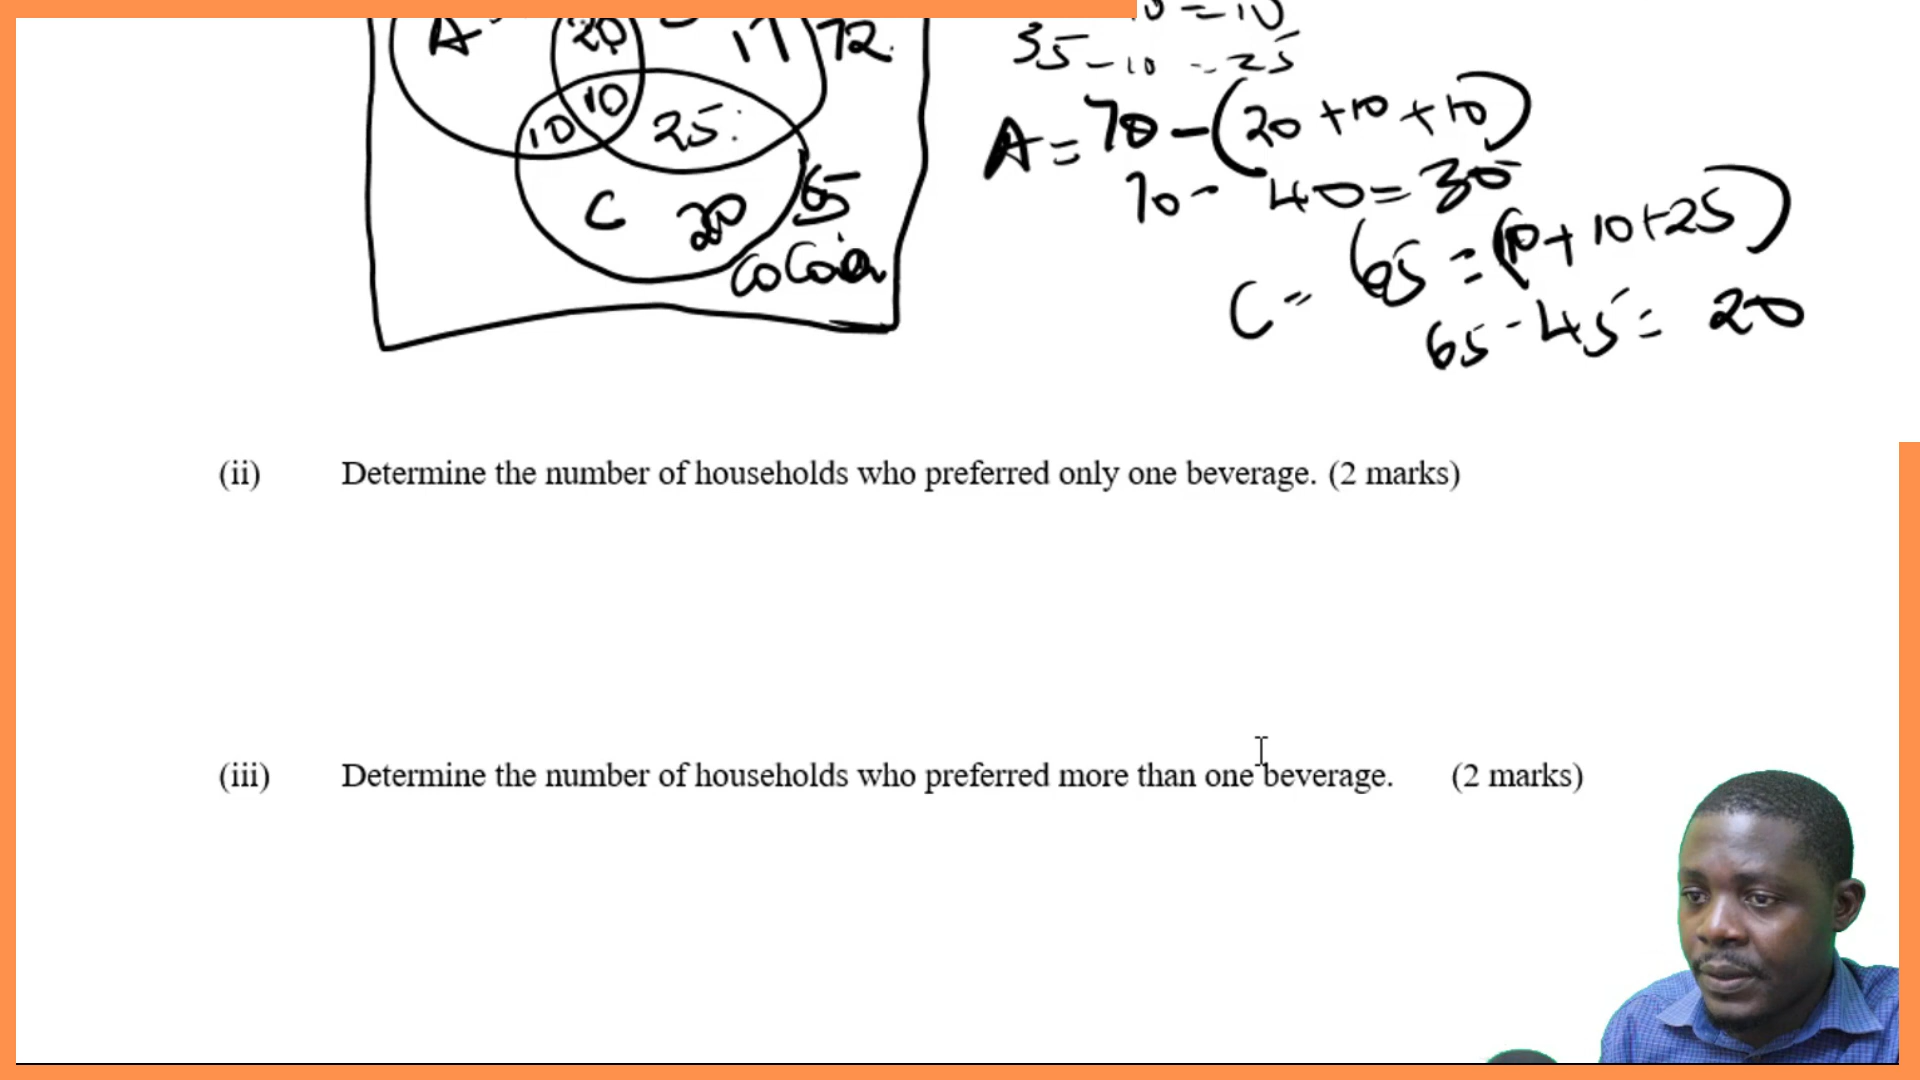 A 20 17 72
10 = 10
35 - 10 = 25
10 10 25
A = 70 - (20 + 10 + 10)
70 - 40 = 30
C 20 65
cocoa
C = 65 = (10 + 10 + 25)
65 - 45 = 20
(ii) Determine the number of households who preferred only one beverage. (2 marks)
(iii) Determine the number of households who preferred more than one beverage. (2 marks)